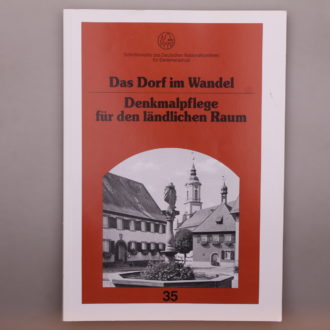 Schriftenreihe des Deutschen Nationalkomitees
für Denkmalschutz
Das Dorf im Wandel
Denkmalpflege
für den ländlichen Raum
35